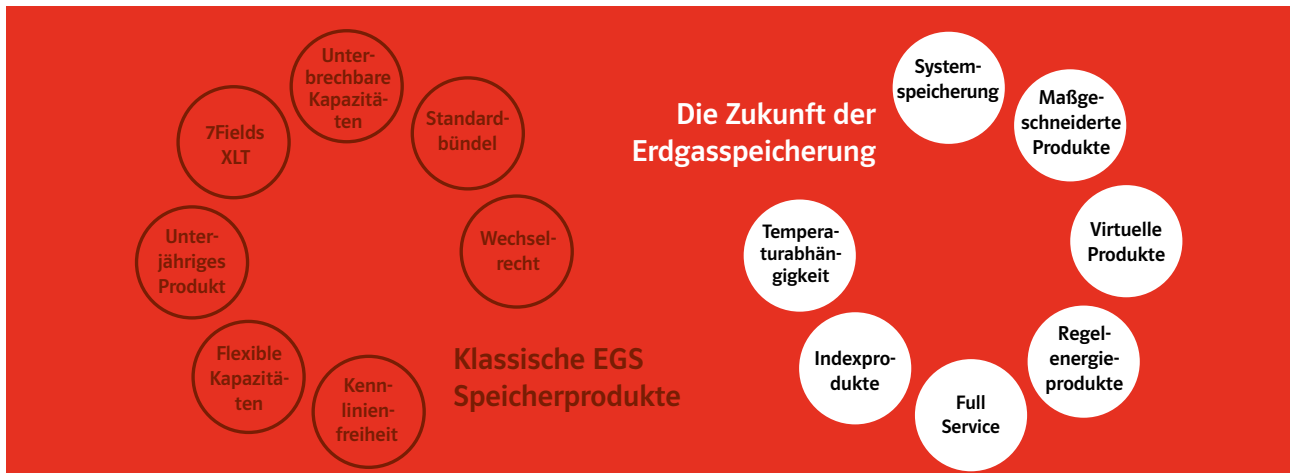 Unter-
brechbare
Kapazitä-
ten
Standard-
bündel
7Fields
XLT
Wechsel-
recht
Unter-
jähriges
Produkt
Flexible
Kapazitä-
ten
Kenn-
linien-
freiheit
Klassische EGS
Speicherprodukte
Die Zukunft der
Erdgasspeicherung
System-
speicherung
Maßge-
schneiderte
Produkte
Virtuelle
Produkte
Regel-
energie-
produkte
Full
Service
Indexpro-
dukte
Tempera-
turabhän-
gigkeit